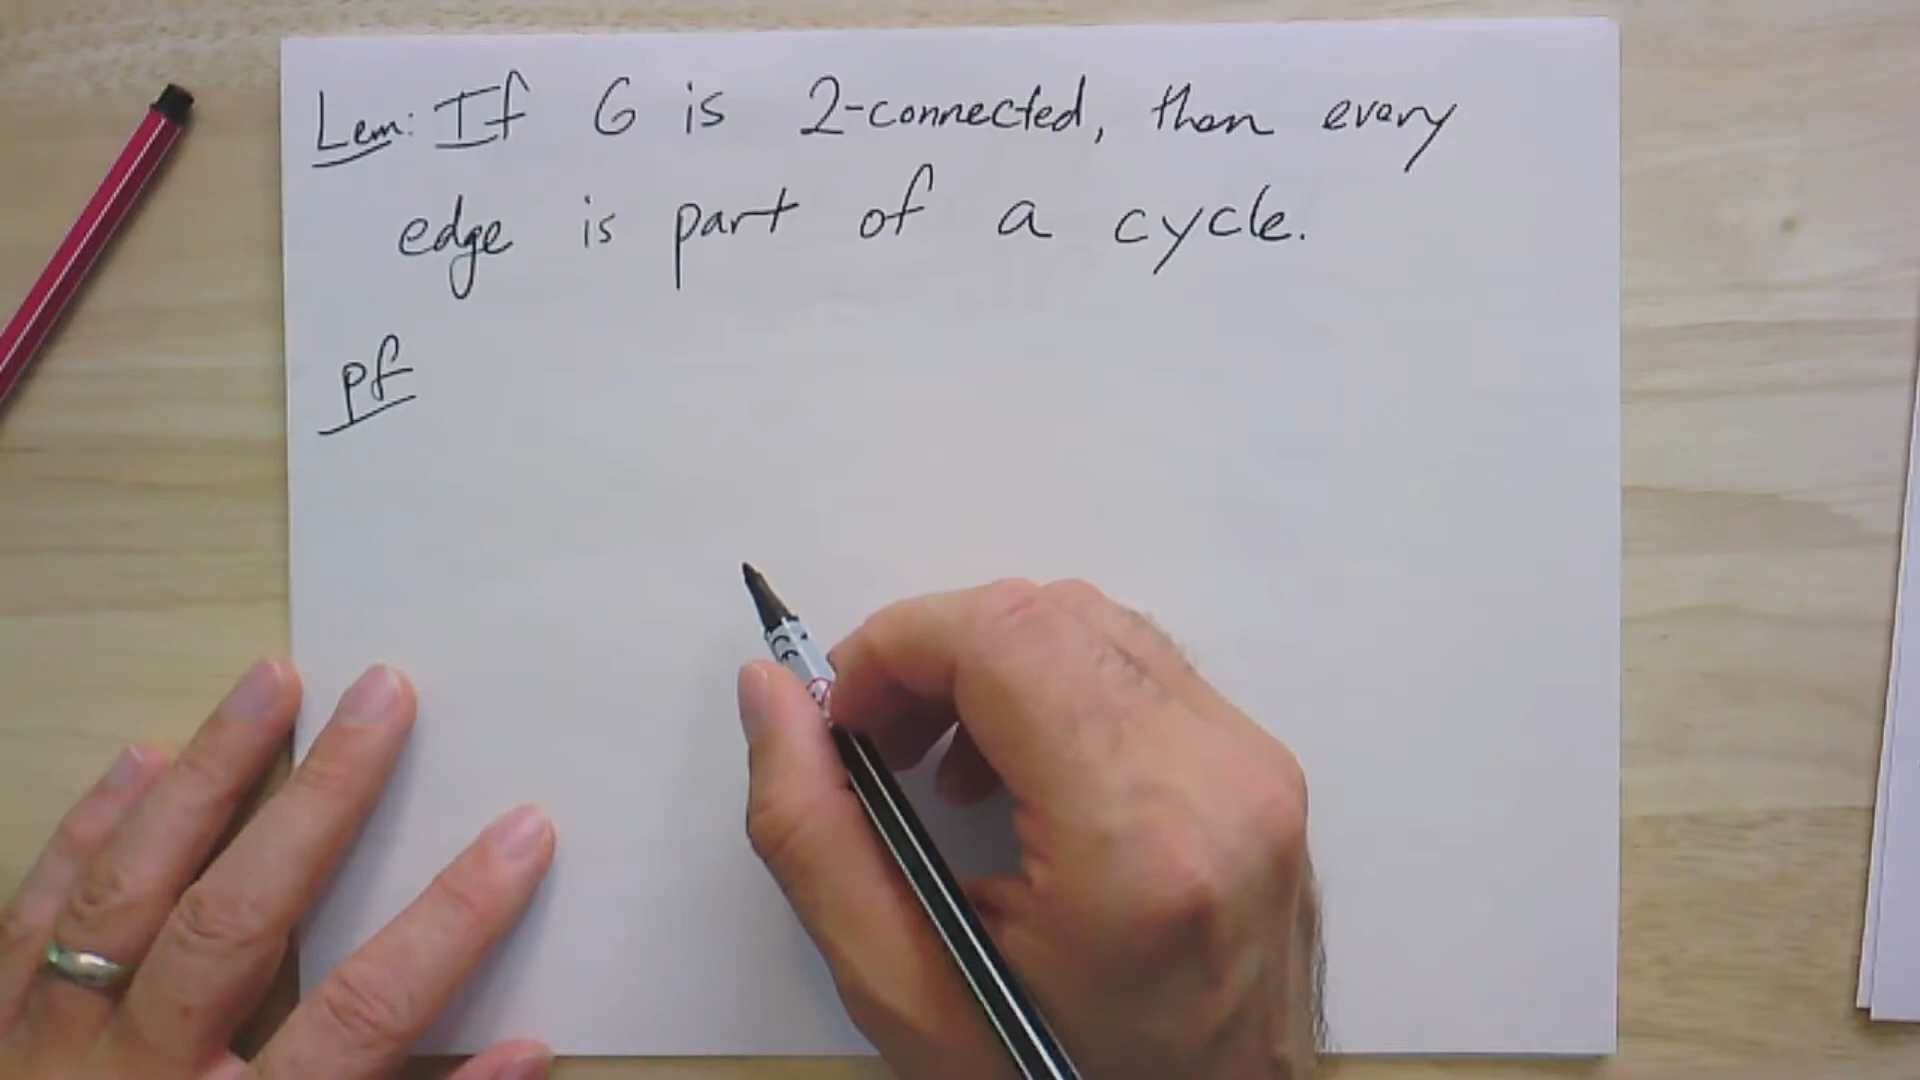 Lem: If G is 2-connected, then every
edge is part of a cycle.
pf